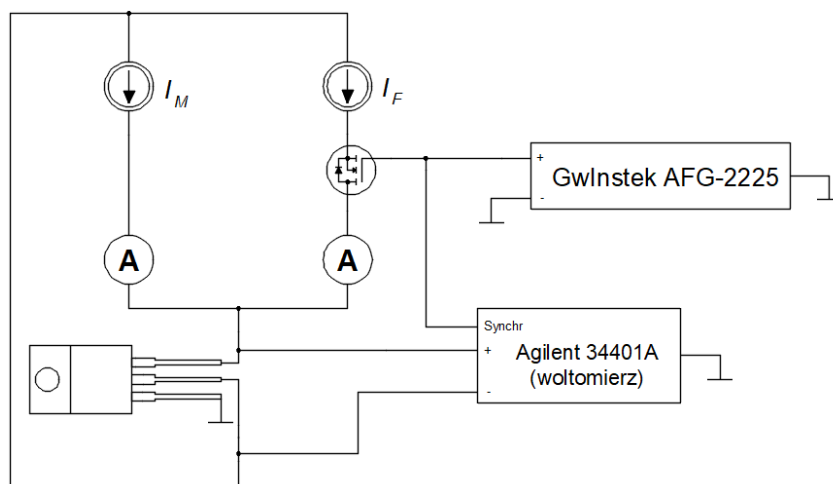 I_M
I_F
+
GwInstek AFG-2225
-
A
A
Synchr
+
Agilent 34401A
(woltomierz)
-